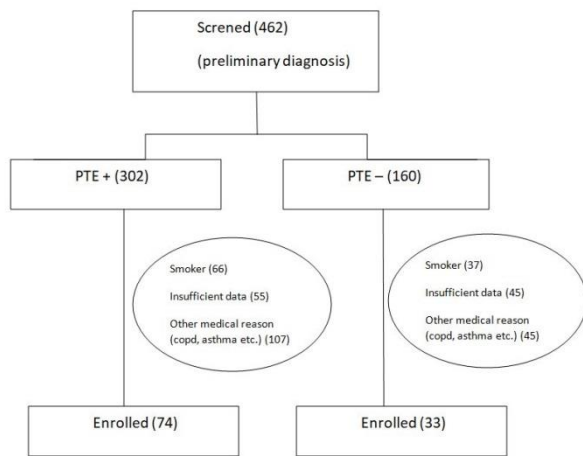 Screned (462)
(preliminary diagnosis)
PTE + (302)
PTE – (160)
Smoker (66)
Insufficient data (55)
Other medical reason
(copd, asthma etc.) (107)
Smoker (37)
Insufficient data (45)
Other medical reason
(copd, asthma etc.) (45)
Enrolled (74)
Enrolled (33)